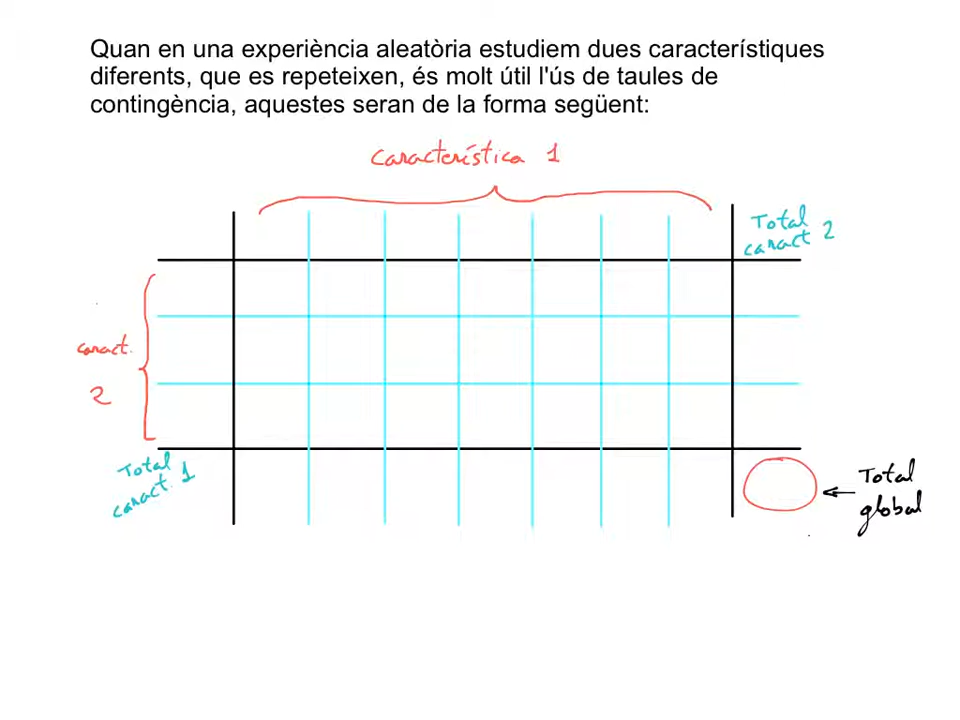 Quan en una experiència aleatòria estudiem dues característiques
diferents, que es repeteixen, és molt útil l'ús de taules de
contingència, aquestes seran de la forma següent:
Característica 1
Total
caract 2
caract.
2
Total
caract. 1
Total
global